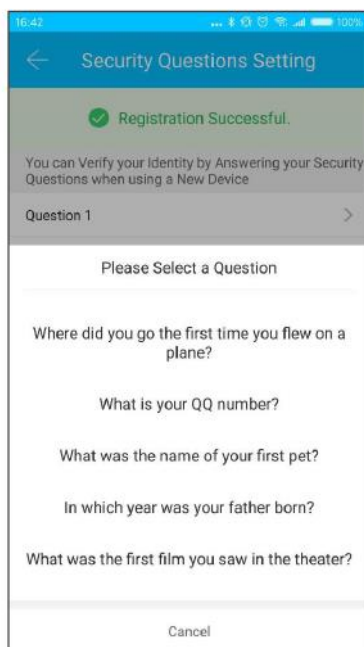 16:42 ... 100%
Security Questions Setting
Registration Successful.
You can Verify your Identity by Answering your Security
Questions when using a New Device
Question 1
Please Select a Question
Where did you go the first time you flew on a
plane?
What is your QQ number?
What was the name of your first pet?
In which year was your father born?
What was the first film you saw in the theater?
Cancel